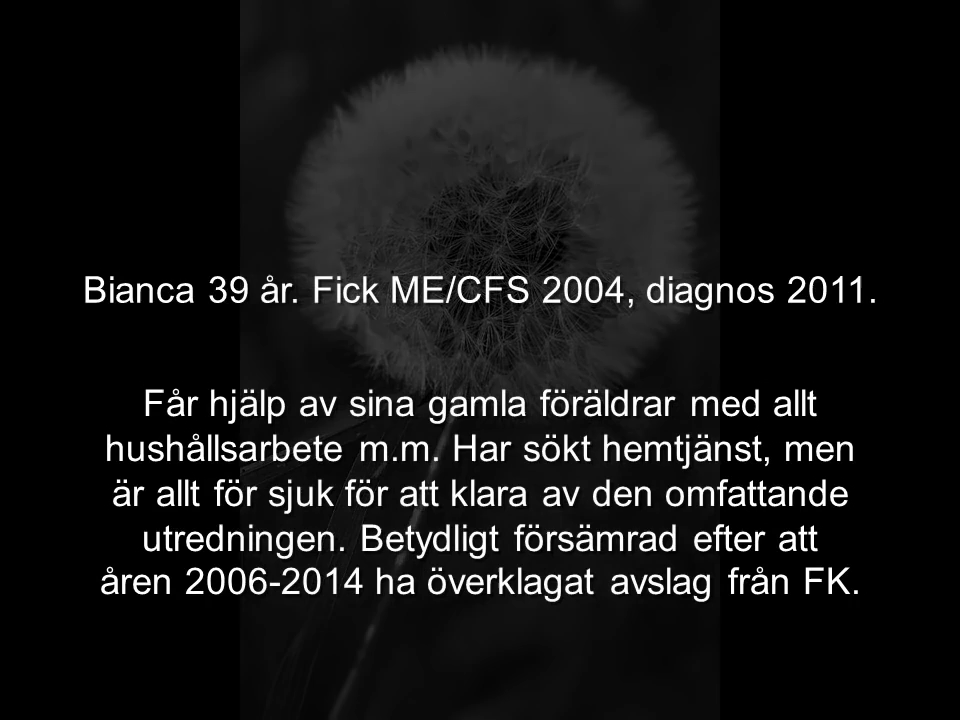 Bianca 39 år. Fick ME/CFS 2004, diagnos 2011.
Får hjälp av sina gamla föräldrar med allt
hushållsarbete m.m. Har sökt hemtjänst, men
är allt för sjuk för att klara av den omfattande
utredningen. Betydligt försämrad efter att
åren 2006-2014 ha överklagat avslag från FK.